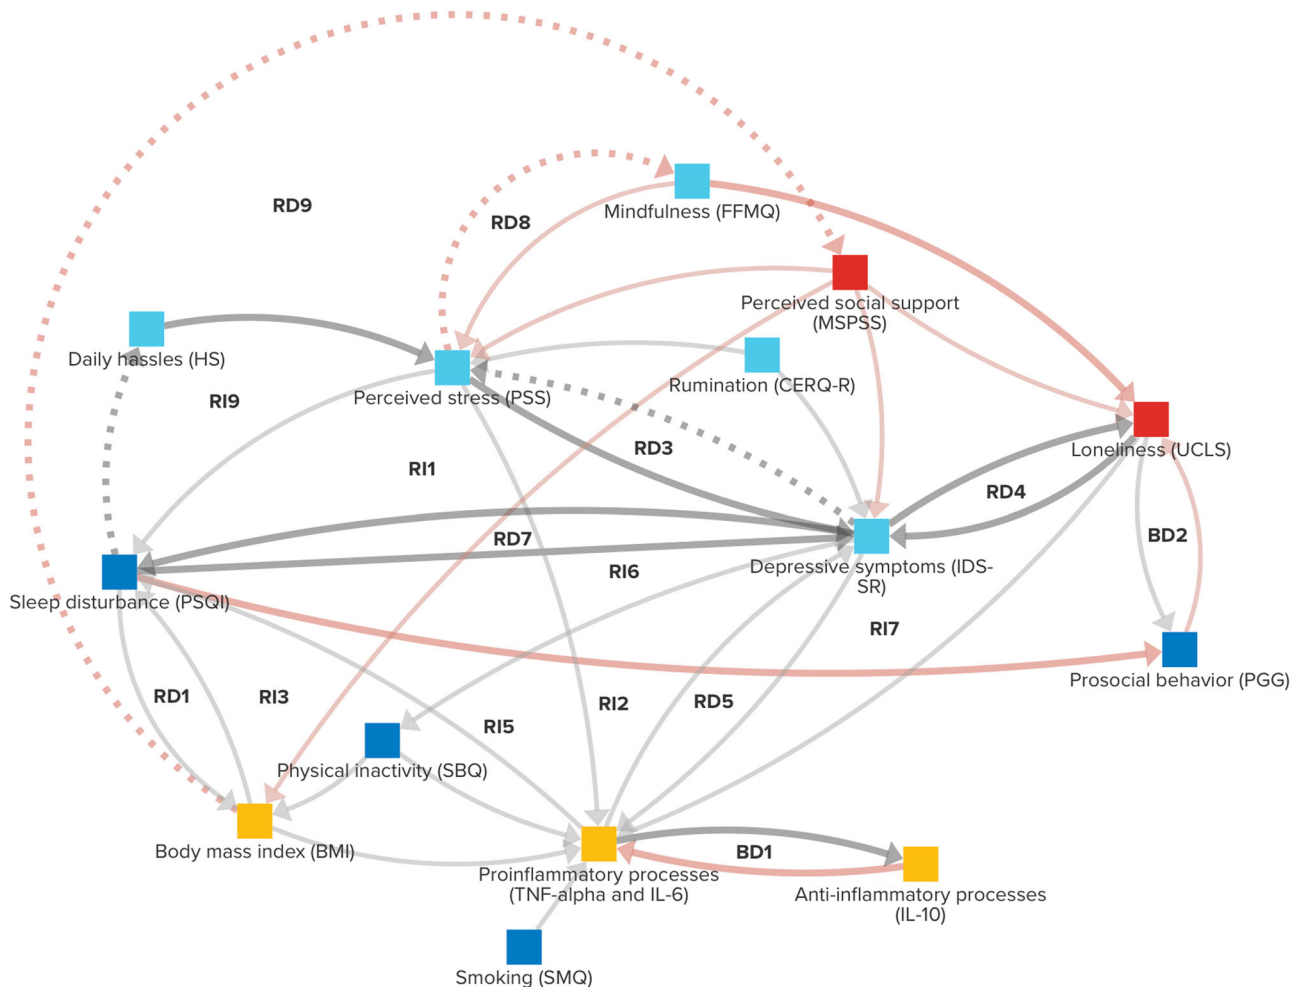 RD9
RD8
Mindfulness (FFMQ)
Perceived social support
(MSPSS)
Daily hassles (HS)
Perceived stress (PSS)
Rumination (CERQ-R)
RI9
RD3
RI1
Loneliness (UCLS)
RD4
RD7
BD2
Depressive symptoms (IDS-
SR)
RI6
Sleep disturbance (PSQI)
RI7
Prosocial behavior (PGG)
RD1
RI3
RI5
RI2
RD5
Physical inactivity (SBQ)
Body mass index (BMI)
BD1
Proinflammatory processes
(TNF-alpha and IL-6)
Anti-inflammatory processes
(IL-10)
Smoking (SMQ)